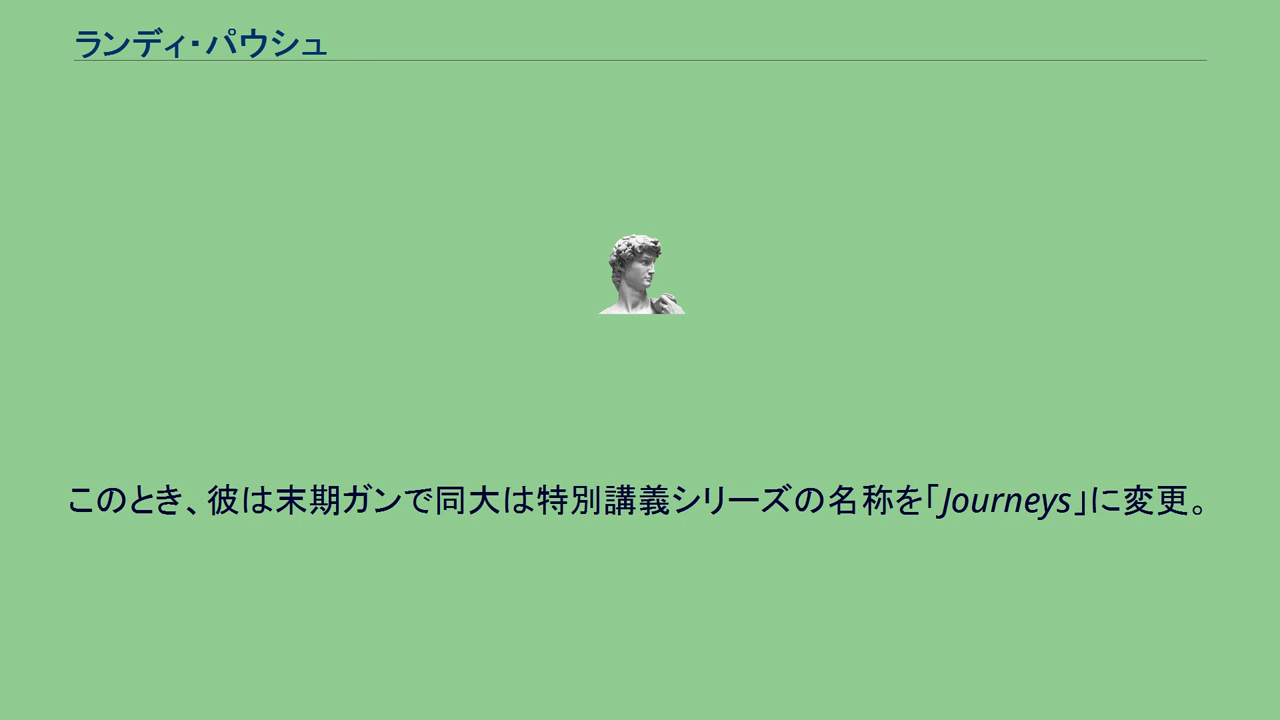 ランディ・パウシュ
このとき、彼は末期ガンで同大は特別講義シリーズの名称を「Journeys」に変更。